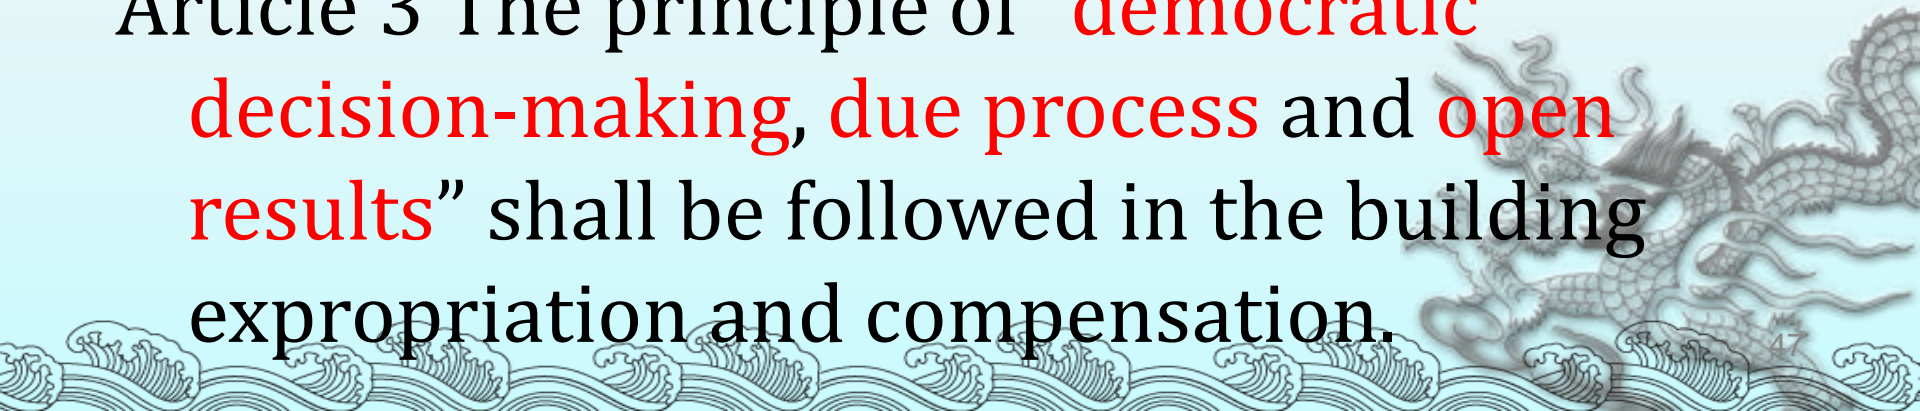 Article 3 The principle of “democratic
decision-making, due process and open
results” shall be followed in the building
expropriation and compensation.
47